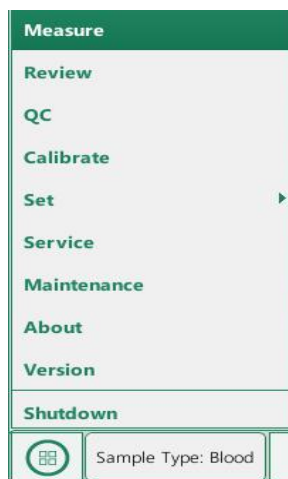 Measure
Review
QC
Calibrate
Set
Service
Maintenance
About
Version
Shutdown
Sample Type: Blood